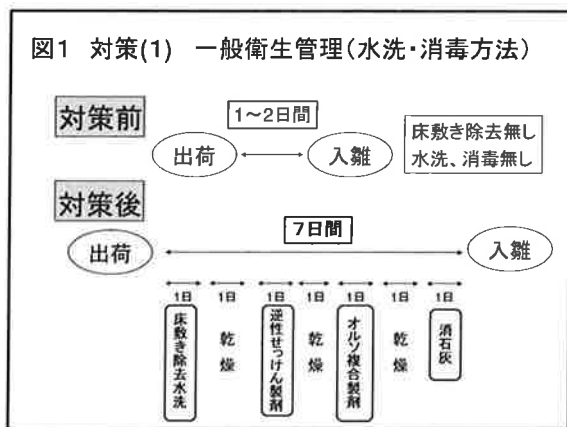 図1 対策(1) 一般衛生管理(水洗・消毒方法)
対策前
1~2日間
出荷
入雛
床敷き除去無し
水洗、消毒無し
対策後
7日間
出荷
入雛
1日
1日
1日
1日
1日
1日
1日
床敷き除去水洗
乾燥
逆性せっけん製剤
乾燥
オルソ複合製剤
乾燥
消石灰